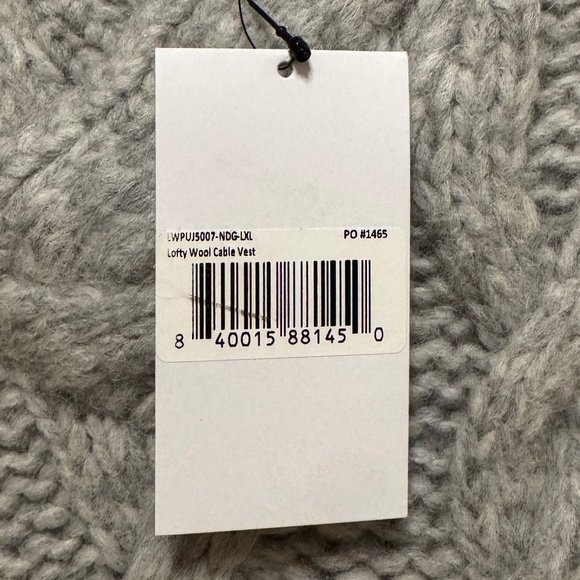 LWPUJ5007-NDG-LXL PO #1465
Lofty Wool Cable Vest
8 40015 88145 0